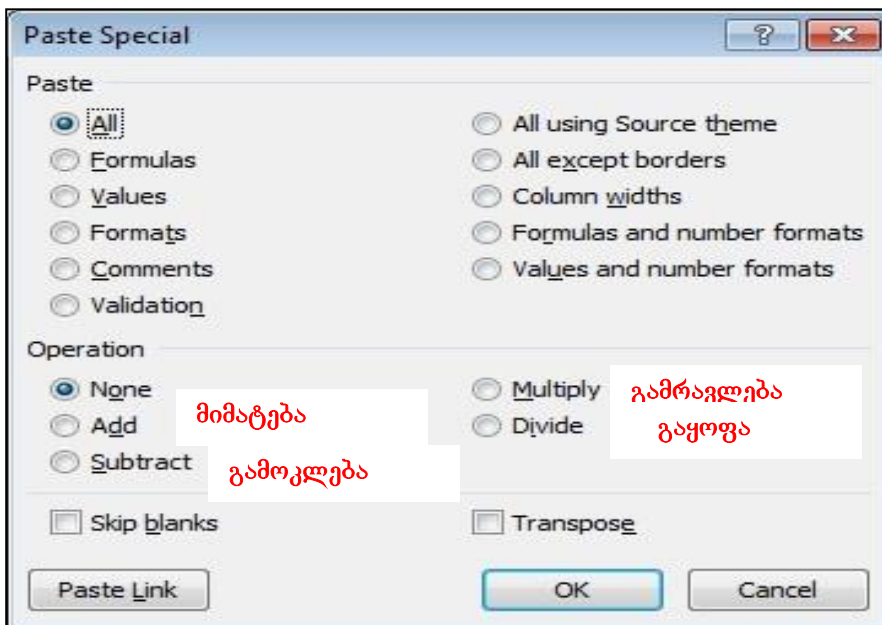 Paste Special
Paste
All
All using Source theme
Formulas
All except borders
Values
Column widths
Formats
Formulas and number formats
Comments
Values and number formats
Validation
Operation
None
Multiply გამრავლება
Add მიმატება
Divide გაყოფა
Subtract გამოკლება
Skip blanks
Transpose
Paste Link
OK
Cancel